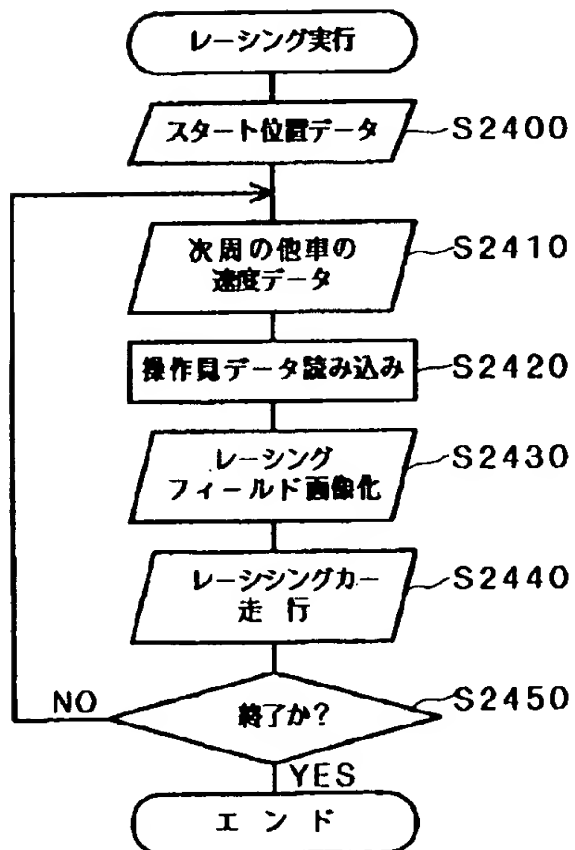 レーシング実行
スタート位置データ
S2400
次周の他車の
速度データ
S2410
操作見データ読み込み
S2420
レーシング
フィールド画像化
S2430
レーシシングカー
走行
S2440
終了か?
S2450
NO
YES
エンド